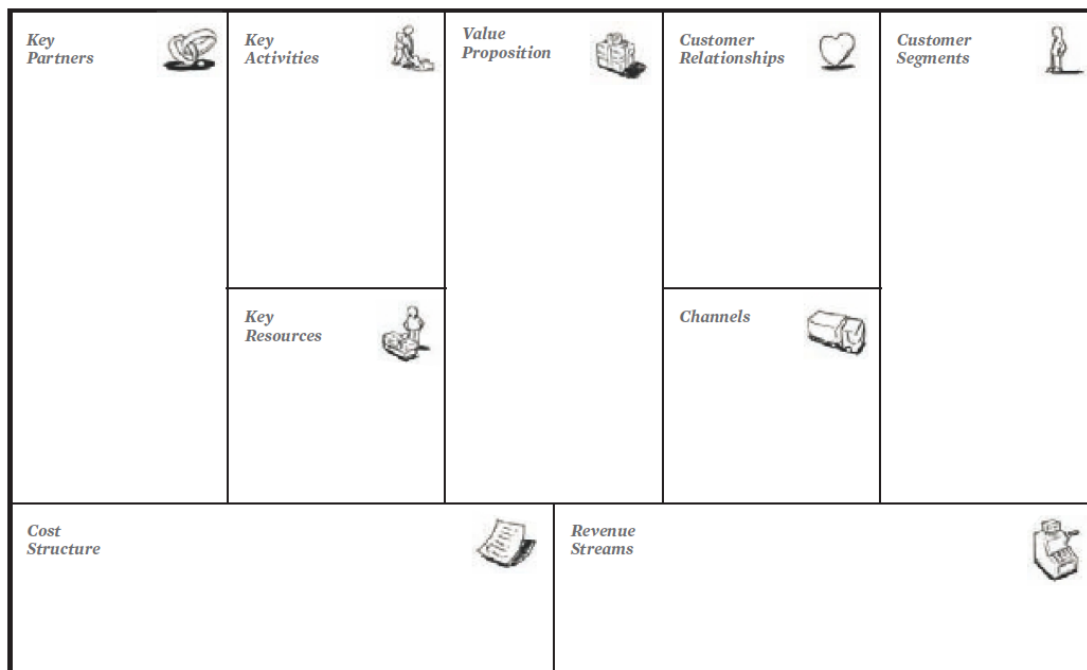 Key
Partners
Key
Activities
Value
Proposition
Customer
Relationships
Customer
Segments
Key
Resources
Channels
Cost
Structure
Revenue
Streams